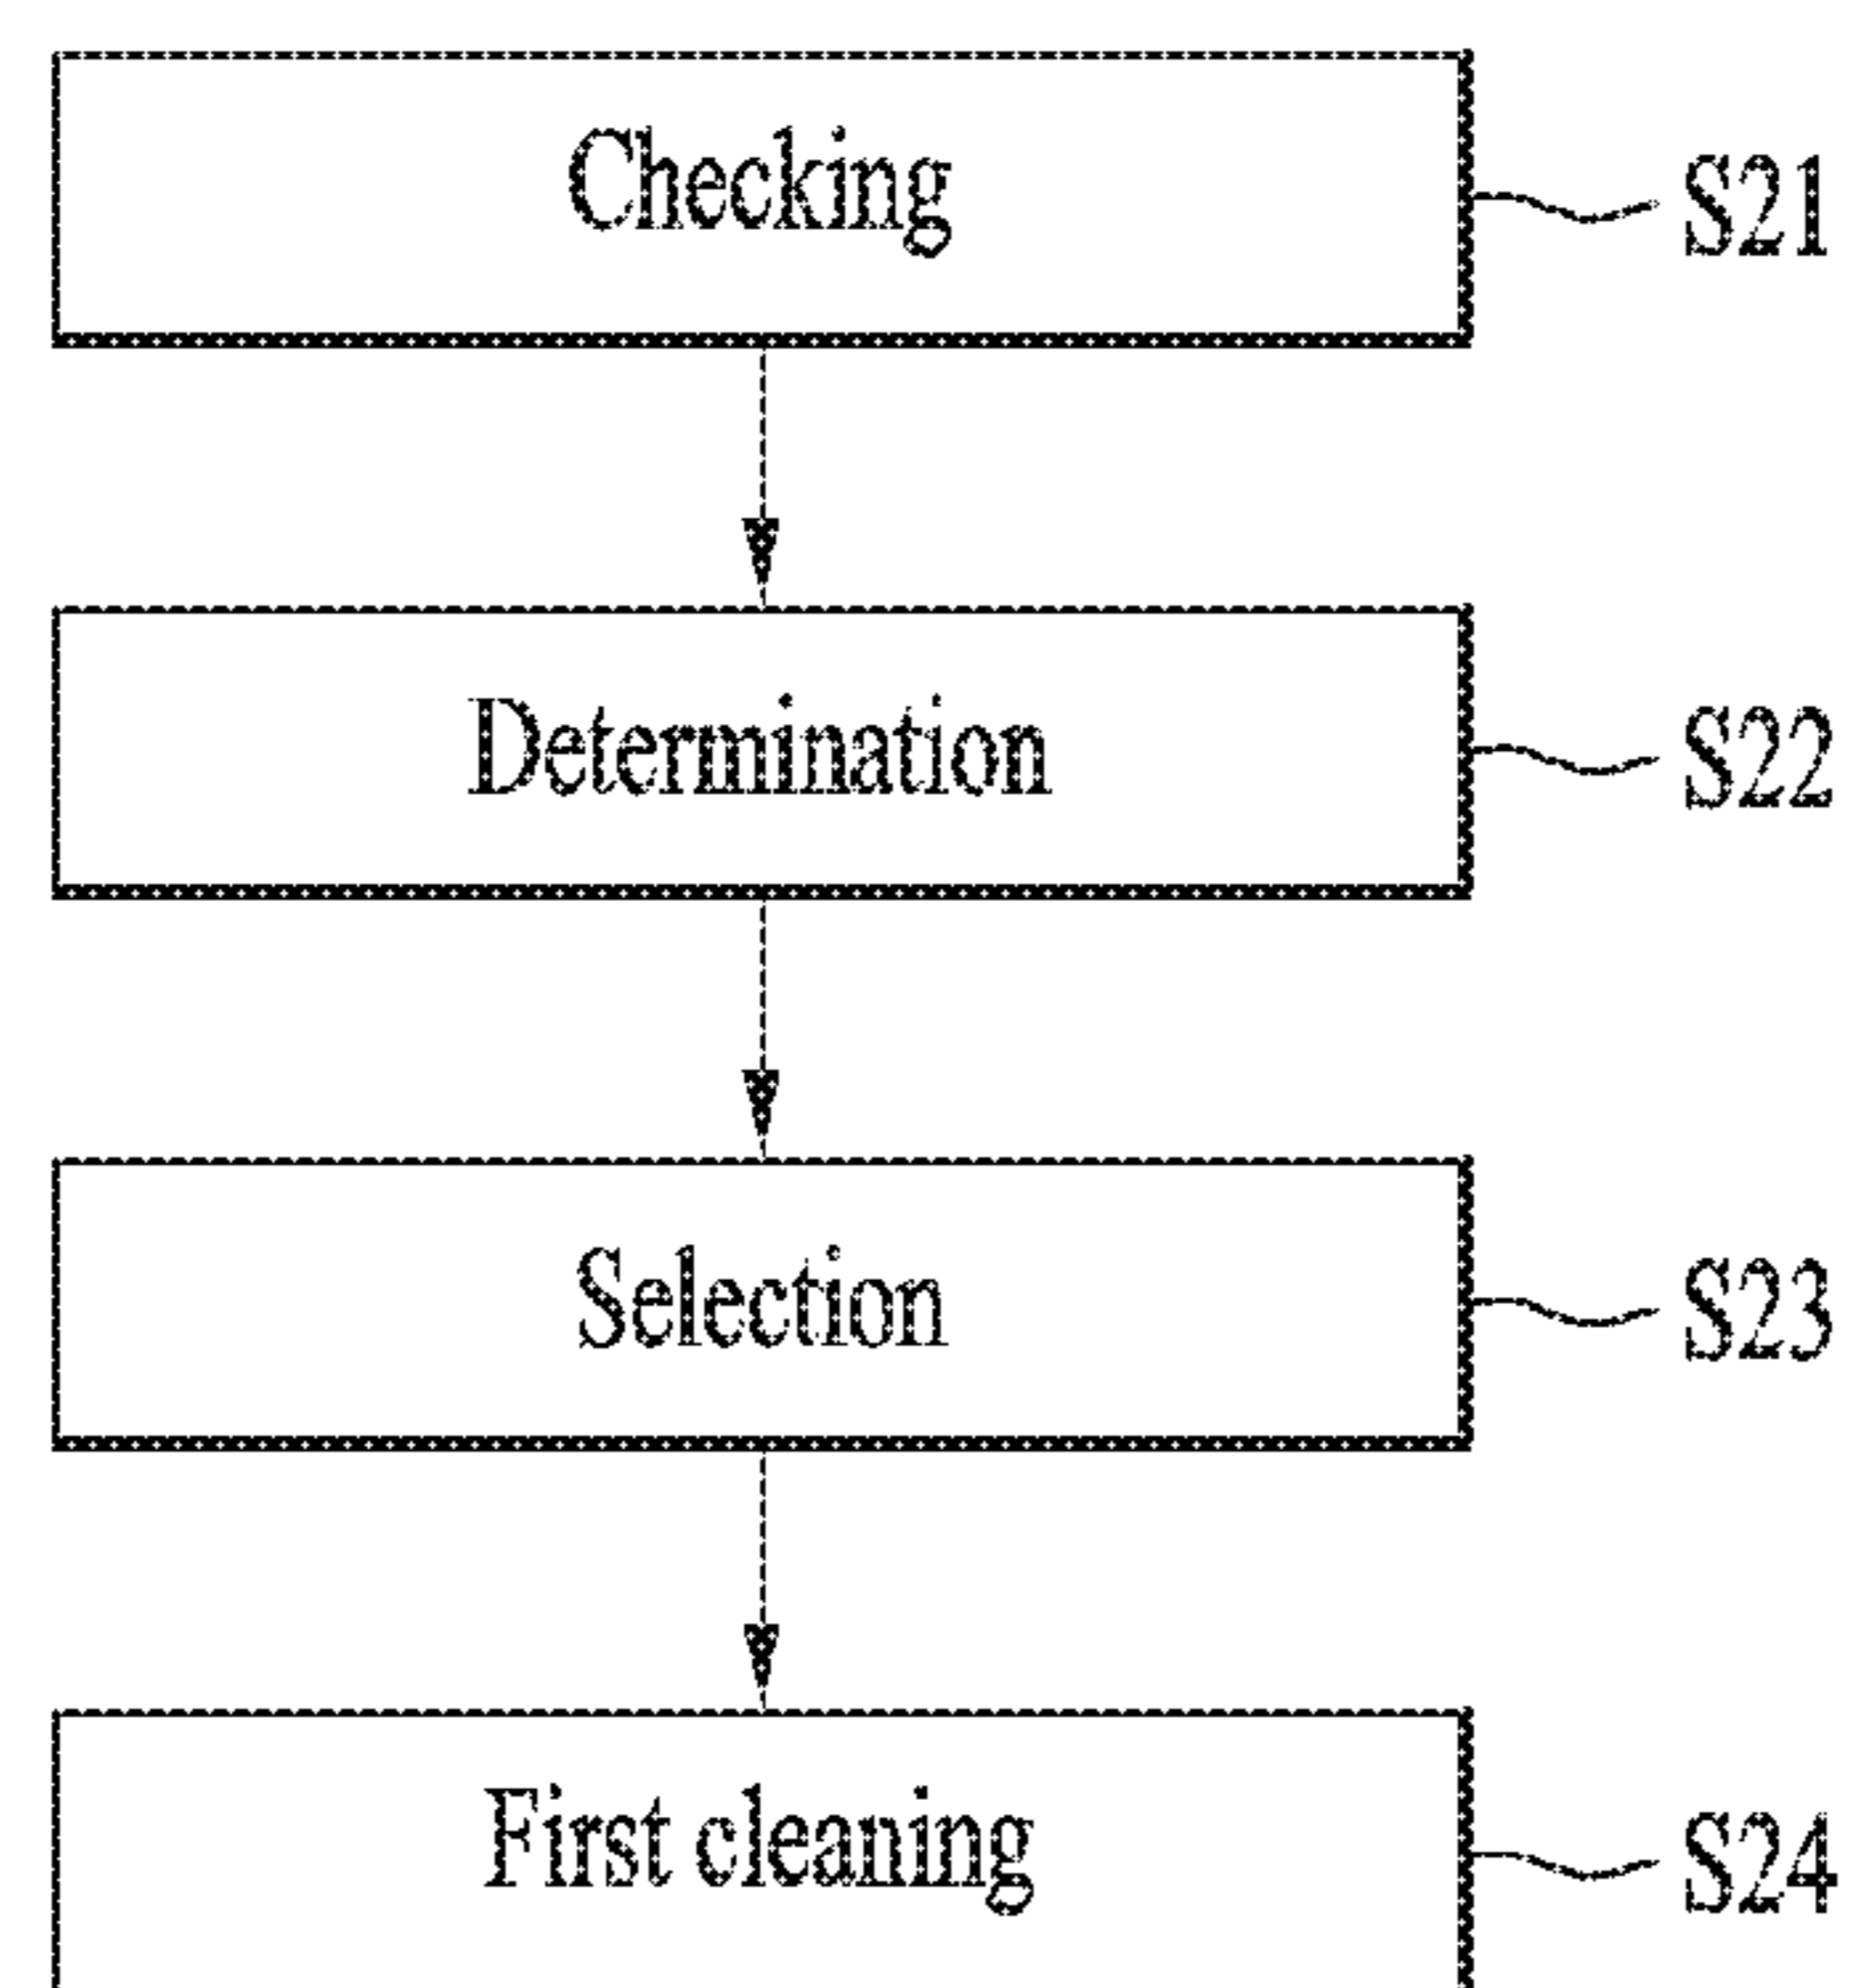 Checking S21
Determination S22
Selection S23
First cleaning S24